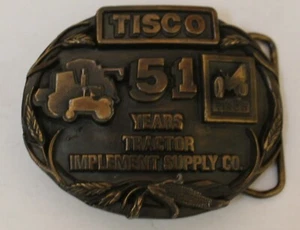 TISCO
51
YEARS
TRACTOR
IMPLEMENT SUPPLY CO.